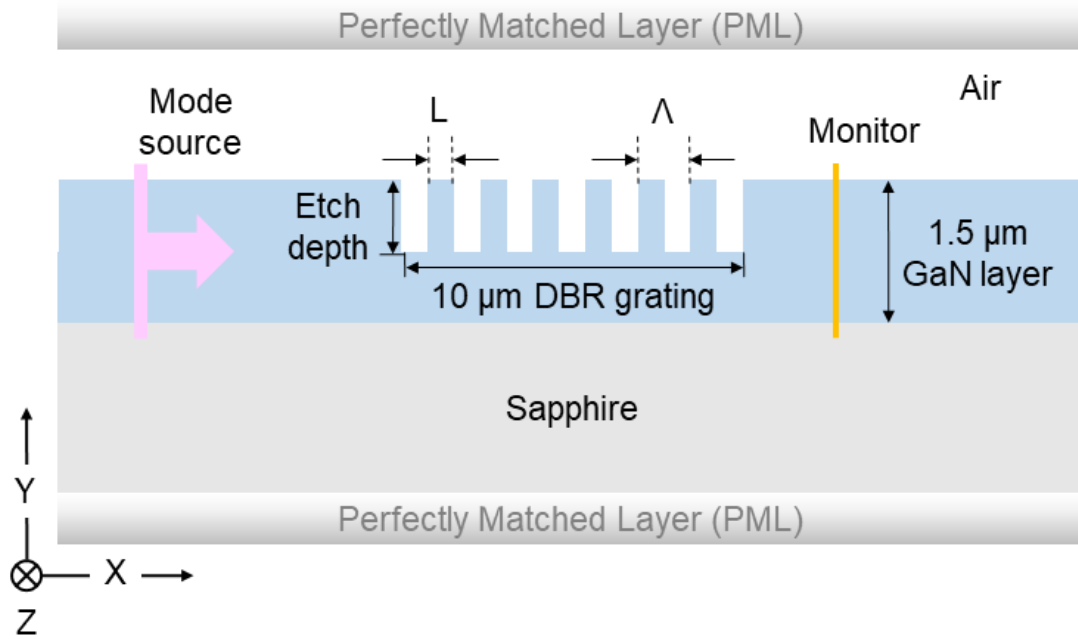 Perfectly Matched Layer (PML)
Air
Mode
source
L
Λ
Monitor
Etch
depth
1.5 μm
GaN layer
10 μm DBR grating
Sapphire
Perfectly Matched Layer (PML)
Y
X
Z